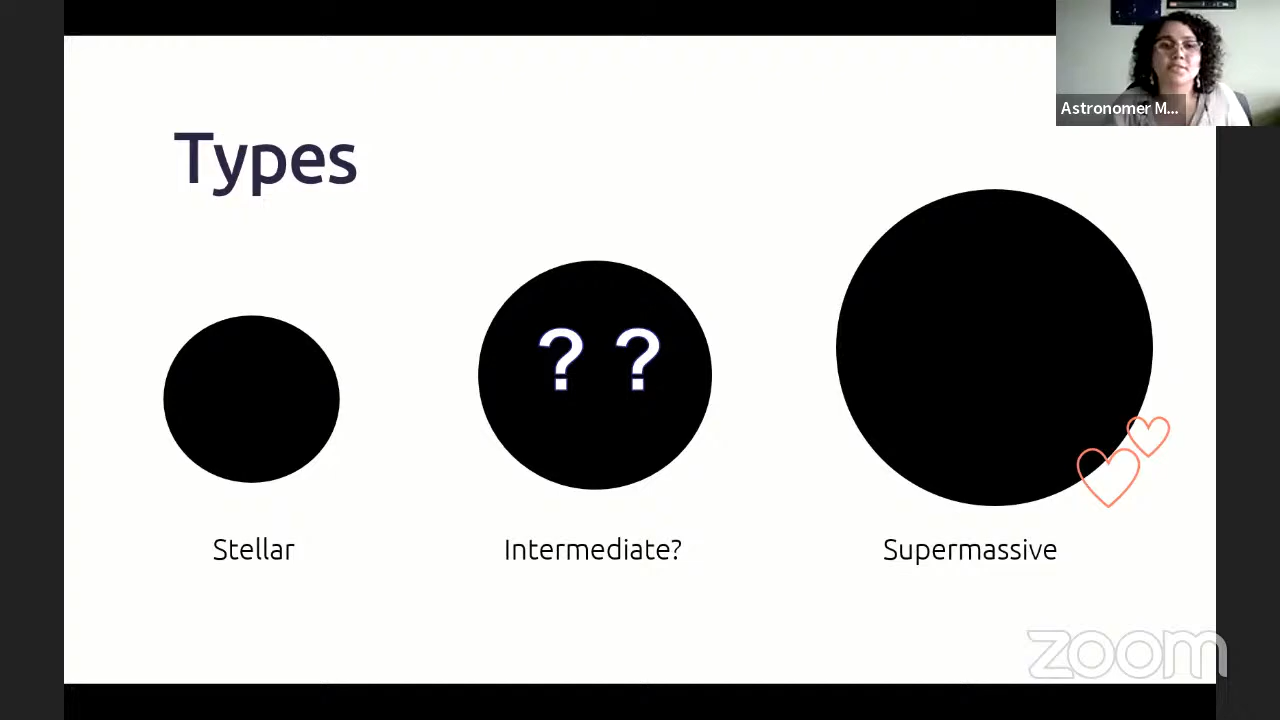 Astronomer M...
Types
? ?
Stellar
Intermediate?
Supermassive
zoom